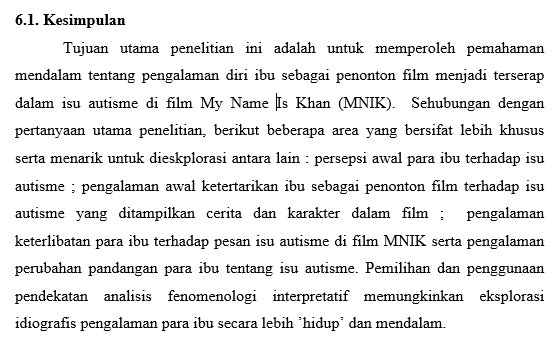 6.1. Kesimpulan
Tujuan utama penelitian ini adalah untuk memperoleh pemahaman
mendalam tentang pengalaman diri ibu sebagai penonton film menjadi terserap
dalam isu autisme di film My Name Is Khan (MNIK).  Sehubungan dengan
pertanyaan utama penelitian, berikut beberapa area yang bersifat lebih khusus
serta menarik untuk dieskplorasi antara lain : persepsi awal para ibu terhadap isu
autisme ; pengalaman awal ketertarikan ibu sebagai penonton film terhadap isu
autisme yang ditampilkan cerita dan karakter dalam film ;  pengalaman
keterlibatan para ibu terhadap pesan isu autisme di film MNIK serta pengalaman
perubahan pandangan para ibu tentang isu autisme. Pemilihan dan penggunaan
pendekatan analisis fenomenologi interpretatif memungkinkan eksplorasi
idiografis pengalaman para ibu secara lebih 'hidup' dan mendalam.